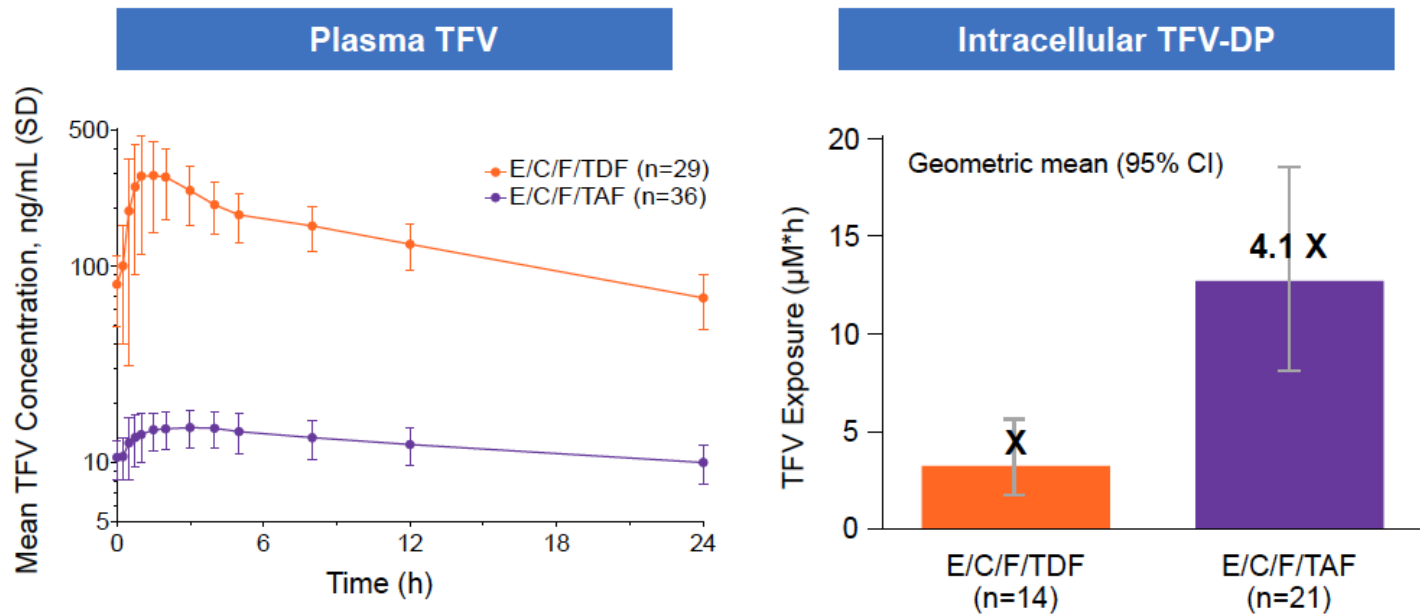 Plasma TFV
Mean TFV Concentration, ng/mL (SD)
500
100
10
5
0
6
12
24
Time (h)
E/C/F/TDF (n=29)
E/C/F/TAF (n=36)
Intracellular TFV-DP
Geometric mean (95% CI)
TFV Exposure (µM*h)
20
15
10
5
0
X
4.1 X
E/C/F/TDF
(n=14)
E/C/F/TAF
(n=21)